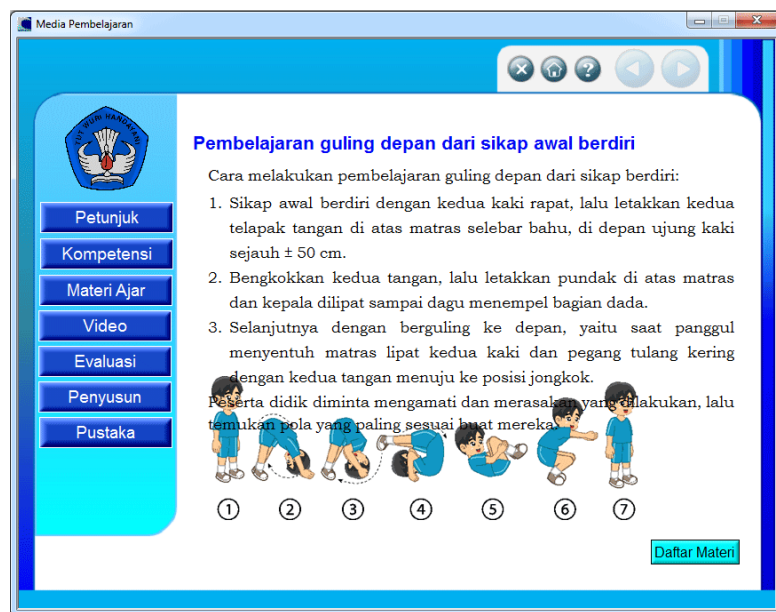 Media Pembelajaran
TUT WURI HANDAYANI
Petunjuk
Kompetensi
Materi Ajar
Video
Evaluasi
Penyusun
Pustaka
Pembelajaran guling depan dari sikap awal berdiri
Cara melakukan pembelajaran guling depan dari sikap berdiri:
1. Sikap awal berdiri dengan kedua kaki rapat, lalu letakkan kedua
telapak tangan di atas matras selebar bahu, di depan ujung kaki
sejauh ± 50 cm.
2. Bengkokkan kedua tangan, lalu letakkan pundak di atas matras
dan kepala dilipat sampai dagu menempel bagian dada.
3. Selanjutnya dengan berguling ke depan, yaitu saat panggul
menyentuh matras lipat kedua kaki dan pegang tulang kering
dengan kedua tangan menuju ke posisi jongkok.
Peserta didik diminta mengamati dan merasakan yang dilakukan, lalu
temukan pola yang paling sesuai buat mereka.
1 2 3 4 5 6 7
Daftar Materi